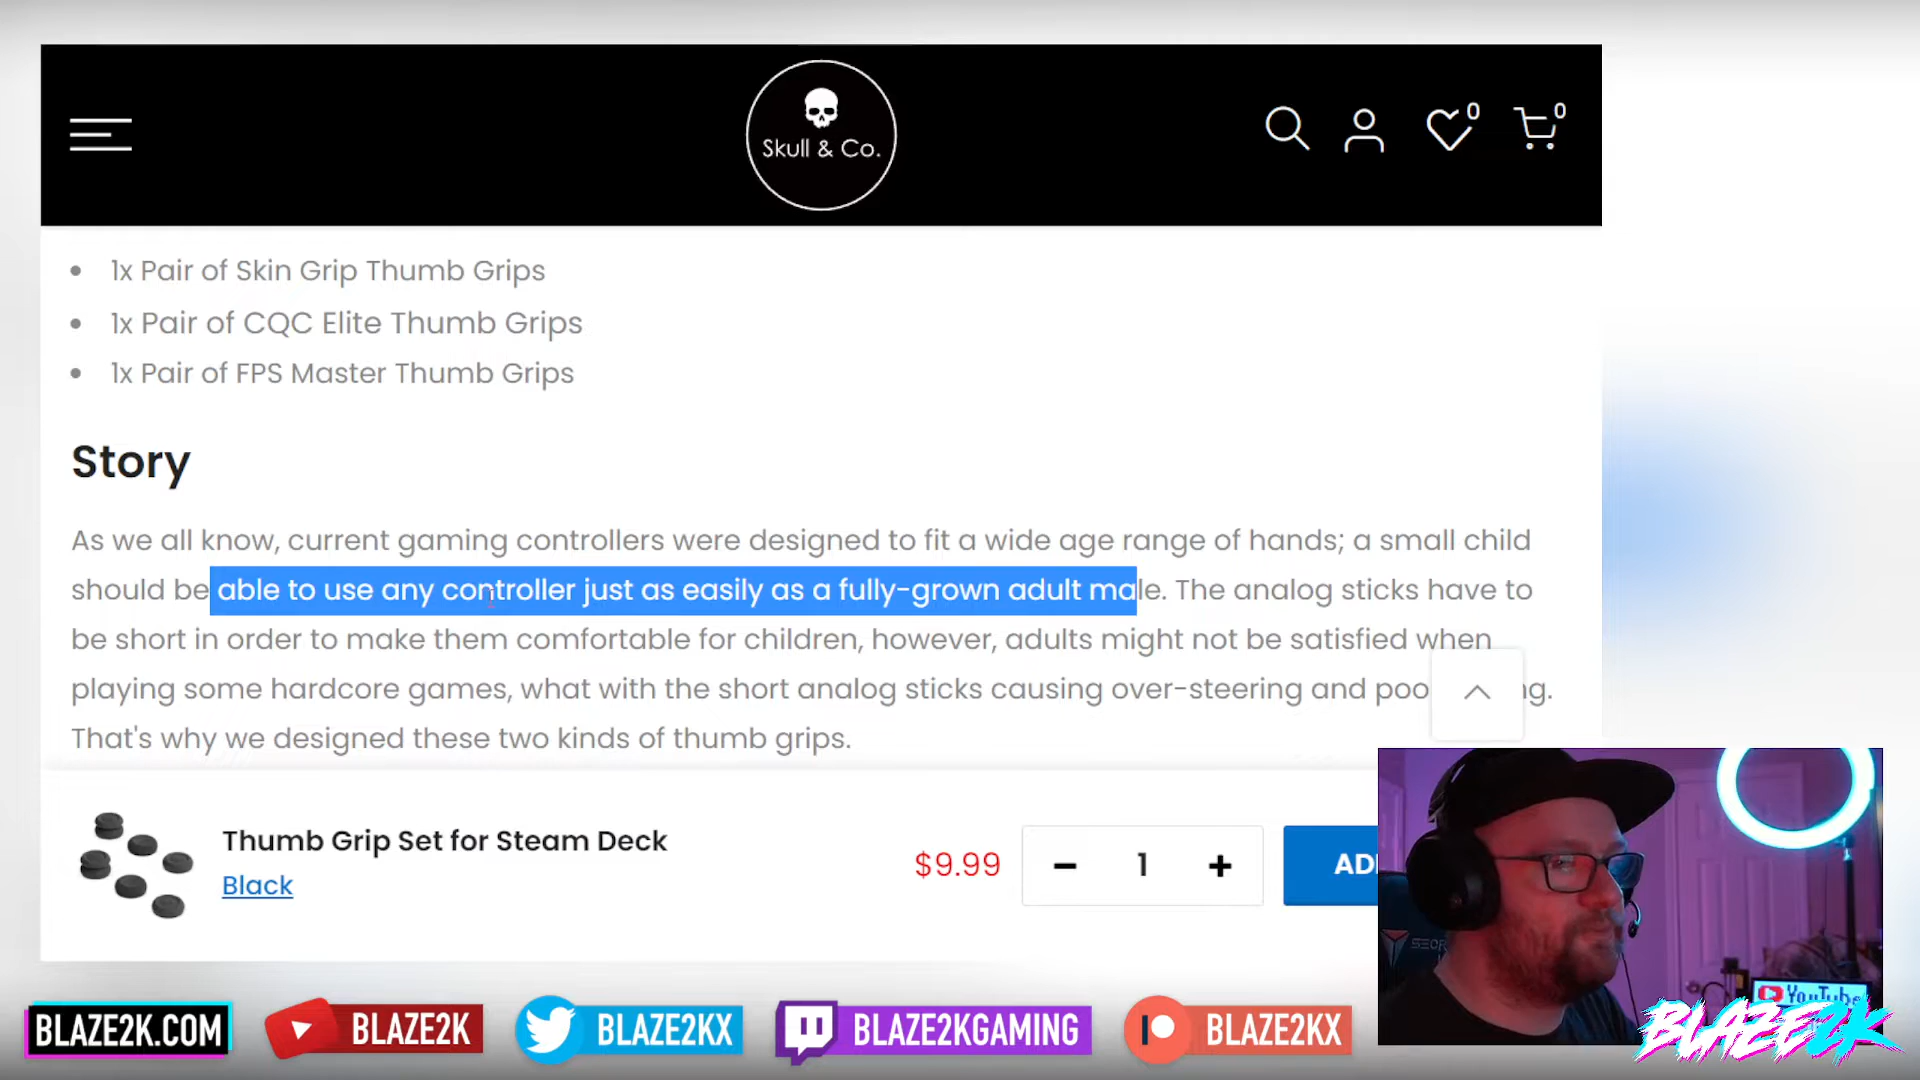 Skull & Co.
0
0
1x Pair of Skin Grip Thumb Grips
1x Pair of CQC Elite Thumb Grips
1x Pair of FPS Master Thumb Grips
Story
As we all know, current gaming controllers were designed to fit a wide age range of hands; a small child
should be able to use any controller just as easily as a fully-grown adult male. The analog sticks have to
be short in order to make them comfortable for children, however, adults might not be satisfied when
playing some hardcore games, what with the short analog sticks causing over-steering and
That's why we designed these two kinds of thumb grips.
Thumb Grip Set for Steam Deck
Black
$9.99
1
YouTube
BLAZE2K.COM
BLAZE2K
BLAZE2KX
BLAZE2KGAMING
BLAZE2KX
BLAZE2K